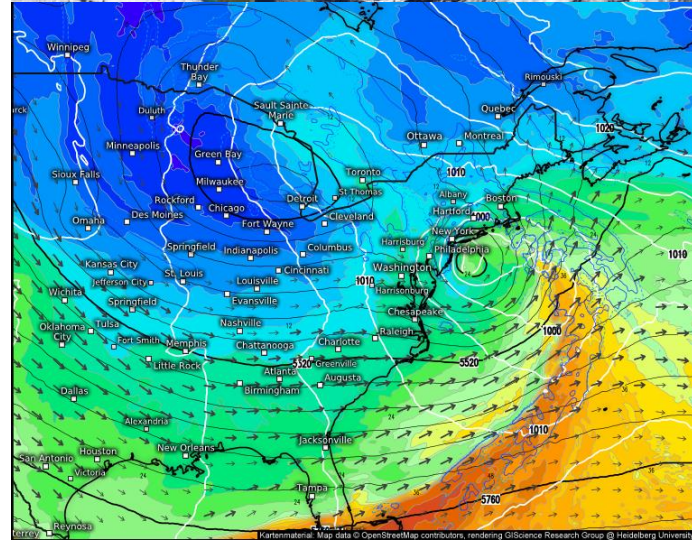 Winnipeg
Thunder
Bay
Rimouski
arck
Duluth
Sault Sainte-
Marie
Quebec
1020
Minneapolis
Ottawa
Montreal
Green Bay
1010
Sioux Falls
Toronto
Milwaukee
St Thomas
Albany
Boston
Rockford
Detroit
Hartford
000
Omaha
Des Moines
Chicago
Cleveland
Fort Wayne
New York
Springfield
Columbus
Harrisburg
Philadelphia
1010
Kansas City
Indianapolis
Cincinnati
Washington
Jefferson City
St. Louis
1010
Wichita
Louisville
Harrisonburg
Springfield
Evansville
Chesapeake
Oklahoma
City
Tulsa
Nashville
Raleigh
1000
Fort Smith
Memphis
Chattanooga
Charlotte
Little Rock
5520
Greenville
5520
Atlanta
Augusta
Dallas
Birmingham
Alexandria
1010
Jacksonville
Houston
New Orleans
San Antonio
Victoria
Tampa
5760
Reynosa
terrey
Kartenmaterial: Map data © OpenStreetMap contributors, rendering GIScience Research Group @ Heidelberg Universit